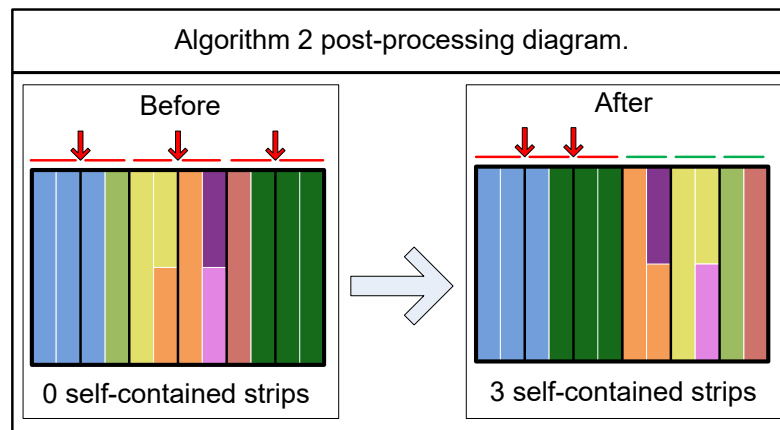 Algorithm 2 post-processing diagram.
Before
After
0 self-contained strips
3 self-contained strips